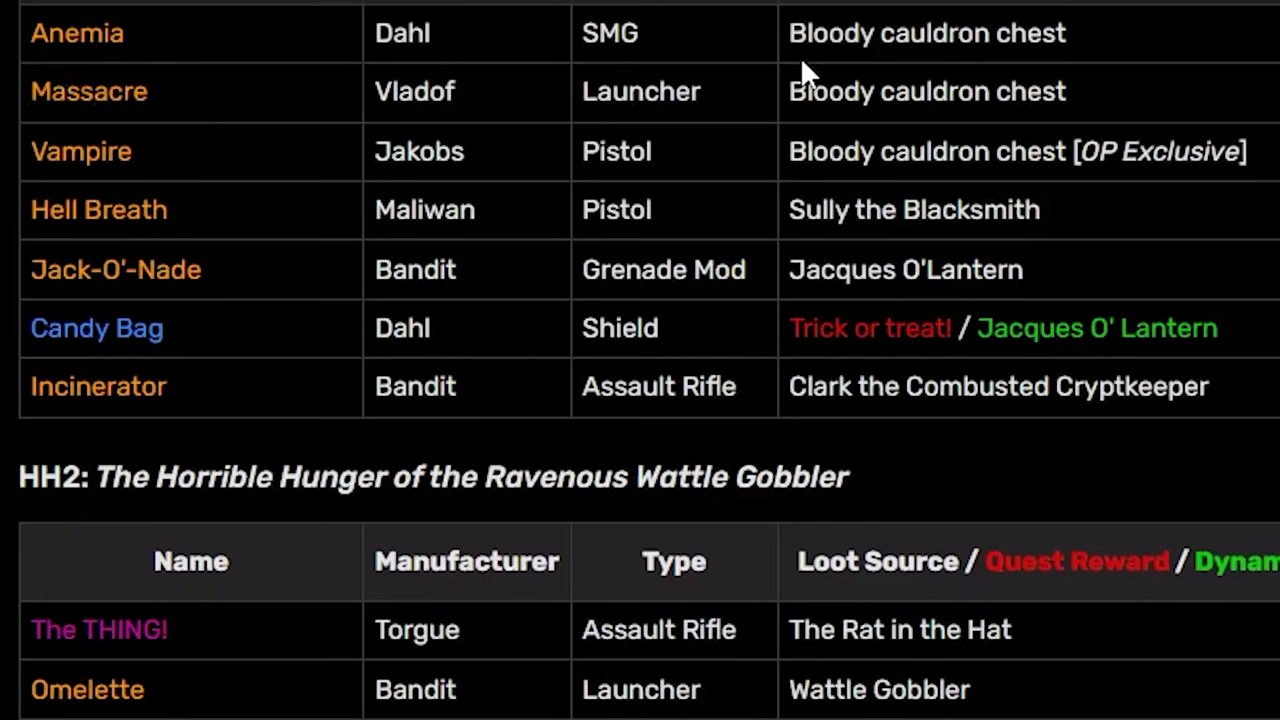 Anemia Dahl SMG Bloody cauldron chest
Massacre Vladof Launcher Bloody cauldron chest
Vampire Jakobs Pistol Bloody cauldron chest [OP Exclusive]
Hell Breath Maliwan Pistol Sully the Blacksmith
Jack-O'-Nade Bandit Grenade Mod Jacques O'Lantern
Candy Bag Dahl Shield Trick or treat! / Jacques O' Lantern
Incinerator Bandit Assault Rifle Clark the Combusted Cryptkeeper
HH2: The Horrible Hunger of the Ravenous Wattle Gobbler
Name Manufacturer Type Loot Source / Quest Reward / Dynam
The THING! Torgue Assault Rifle The Rat in the Hat
Omelette Bandit Launcher Wattle Gobbler